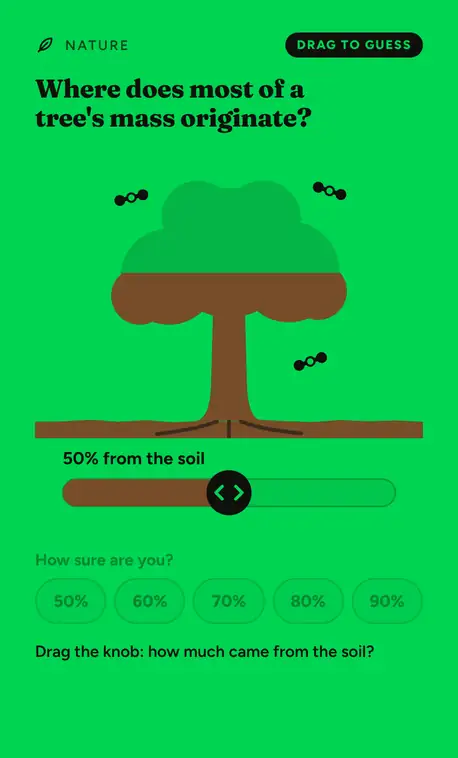 NATURE
DRAG TO GUESS
Where does most of a
tree's mass originate?
50% from the soil
How sure are you?
50% 60% 70% 80% 90%
Drag the knob: how much came from the soil?